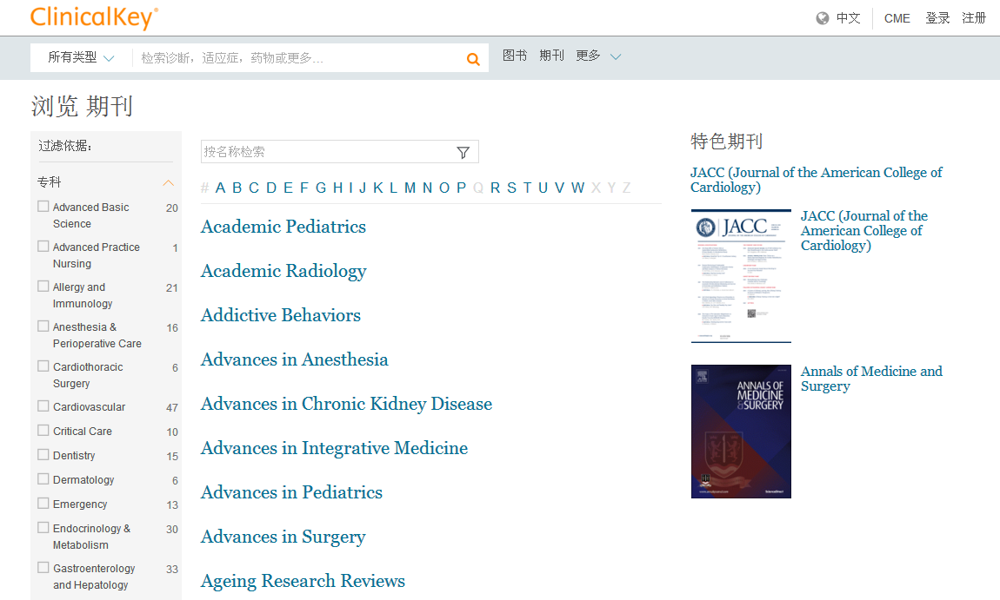 ClinicalKey®
中文
CME
登录
注册
所有类型
检索诊断，适应症，药物或更多...
图书
期刊
更多
浏览 期刊
过滤依据:
专科
Advanced Basic
Science
20
Advanced Practice
Nursing
1
Allergy and
Immunology
21
Anesthesia &
Perioperative Care
16
Cardiothoracic
Surgery
6
Cardiovascular
47
Critical Care
10
Dentistry
15
Dermatology
6
Emergency
13
Endocrinology &
Metabolism
30
Gastroenterology
and Hepatology
33
按名称检索
# A B C D E F G H I J K L M N O P Q R S T U V W X Y Z
Academic Pediatrics
Academic Radiology
Addictive Behaviors
Advances in Anesthesia
Advances in Chronic Kidney Disease
Advances in Integrative Medicine
Advances in Pediatrics
Advances in Surgery
Ageing Research Reviews
特色期刊
JACC (Journal of the American College of
Cardiology)
JACC
JACC (Journal of the
American College of
Cardiology)
ANNALS OF
MEDICINE
&SURGERY
Annals of Medicine and
Surgery